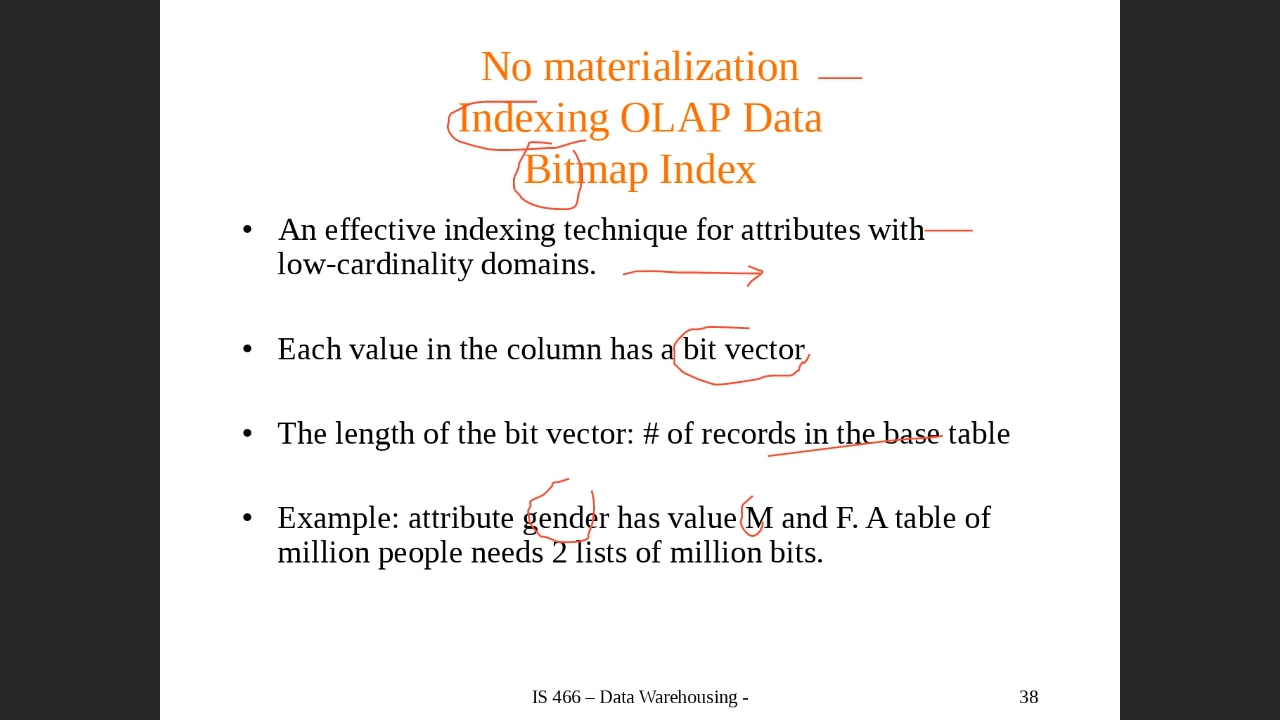 No materialization
Indexing OLAP Data
Bitmap Index
• An effective indexing technique for attributes with
low-cardinality domains.
• Each value in the column has a bit vector
• The length of the bit vector: # of records in the base table
• Example: attribute gender has value M and F. A table of
million people needs 2 lists of million bits.
IS 466 – Data Warehousing -
38